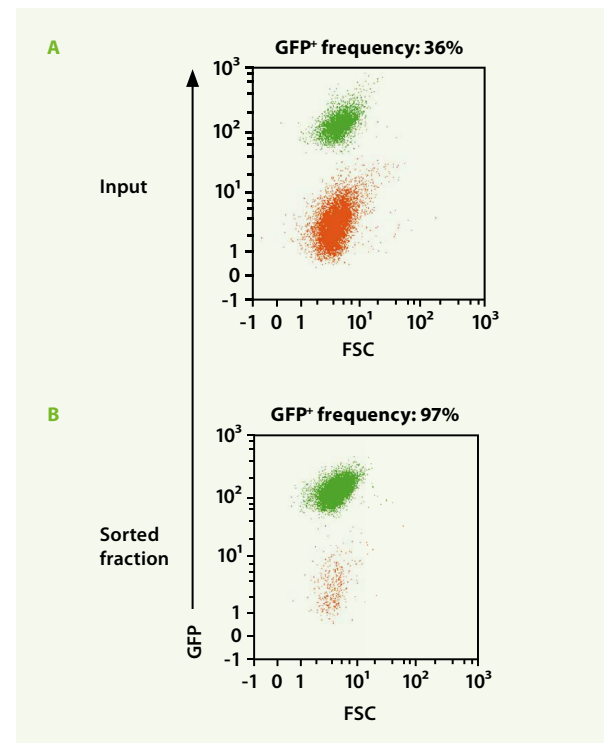 A
GFP⁺ frequency: 36%
10³
10²
10¹
1
0
-1
Input
-1 0 1 10¹ 10² 10³
FSC
B
GFP⁺ frequency: 97%
10³
10²
10¹
1
0
-1
Sorted
fraction
GFP
-1 0 1 10¹ 10² 10³
FSC